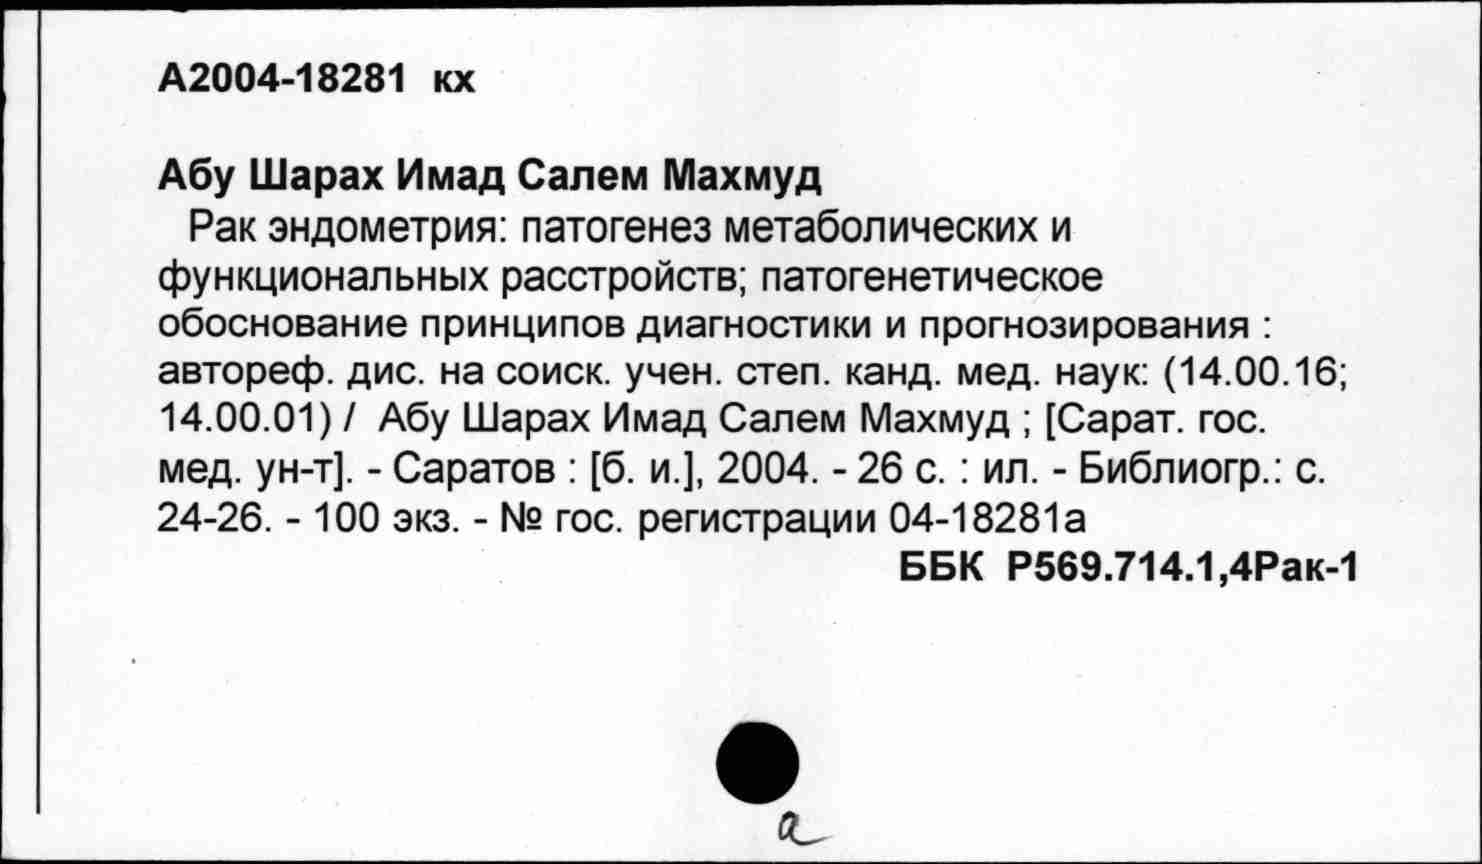 А2004-18281 кх
Абу Шарах Имад Салем Махмуд
Рак эндометрия: патогенез метаболических и
функциональных расстройств; патогенетическое
обоснование принципов диагностики и прогнозирования :
автореф. дис. на соиск. учен. степ. канд. мед. наук: (14.00.16;
14.00.01) / Абу Шарах Имад Салем Махмуд ; [Сарат. гос.
мед. ун-т]. - Саратов : [б. и.], 2004. - 26 с. : ил. - Библиогр.: с.
24-26. - 100 экз. - № гос. регистрации 04-18281а
ББК Р569.714.1,4Рак-1
а